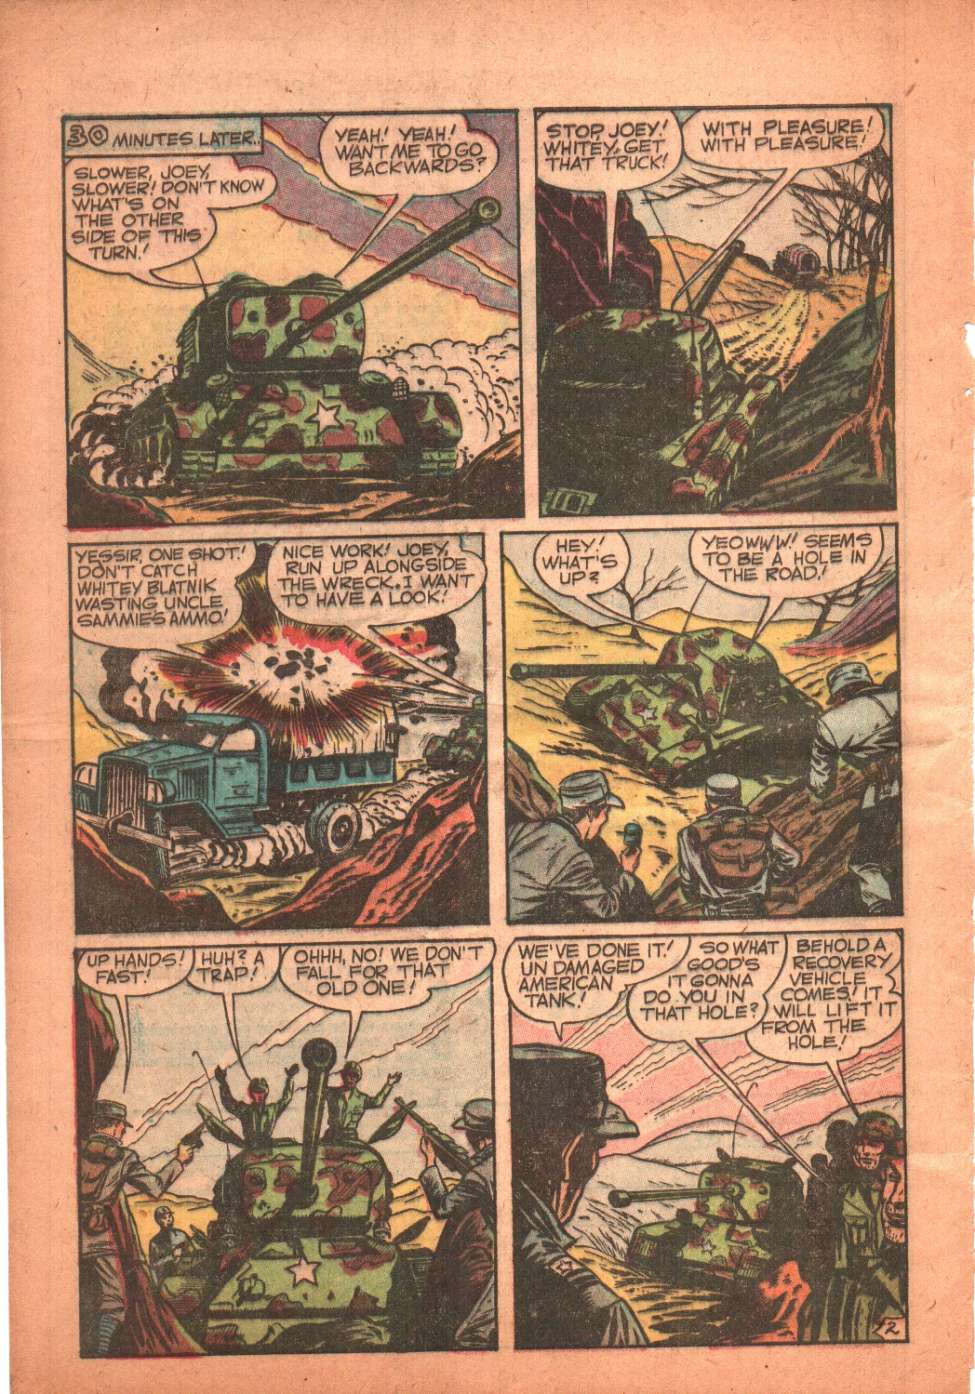 30 MINUTES LATER..
SLOWER, JOEY,
SLOWER! DON'T KNOW
WHAT'S ON
THE OTHER
SIDE OF THIS
TURN!
YEAH! YEAH!
WANT ME TO GO
BACKWARDS?
STOP, JOEY!
WHITEY, GET
THAT TRUCK!
WITH PLEASURE!
WITH PLEASURE!
YESSIR, ONE SHOT!
DON'T CATCH
WHITEY BLATNIK
WASTING UNCLE
SAMMIE'S AMMO!
NICE WORK! JOEY,
RUN UP ALONGSIDE
THE WRECK. I WANT
TO HAVE A LOOK!
HEY!
WHAT'S
UP?
YEOWWW! SEEMS
TO BE A HOLE IN
THE ROAD!
UP HANDS!
FAST!
HUH? A
TRAP!
OHHH, NO! WE DON'T
FALL FOR THAT
OLD ONE!
WE'VE DONE IT!
UN DAMAGED
AMERICAN
TANK!
SO WHAT
GOOD'S
IT GONNA
DO YOU IN
THAT HOLE?
BEHOLD A
RECOVERY
VEHICLE
COMES! IT
WILL LIFT IT
FROM THE
HOLE!
2